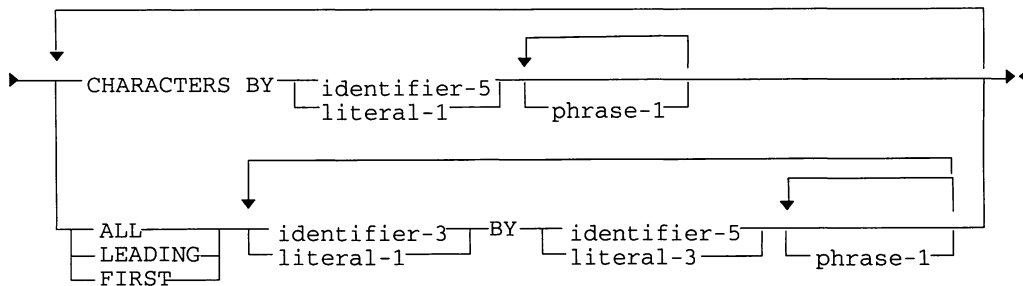 CHARACTERS BY identifier-5
literal-1 phrase-1
ALL identifier-3 BY identifier-5
LEADING literal-1 literal-3 phrase-1
FIRST